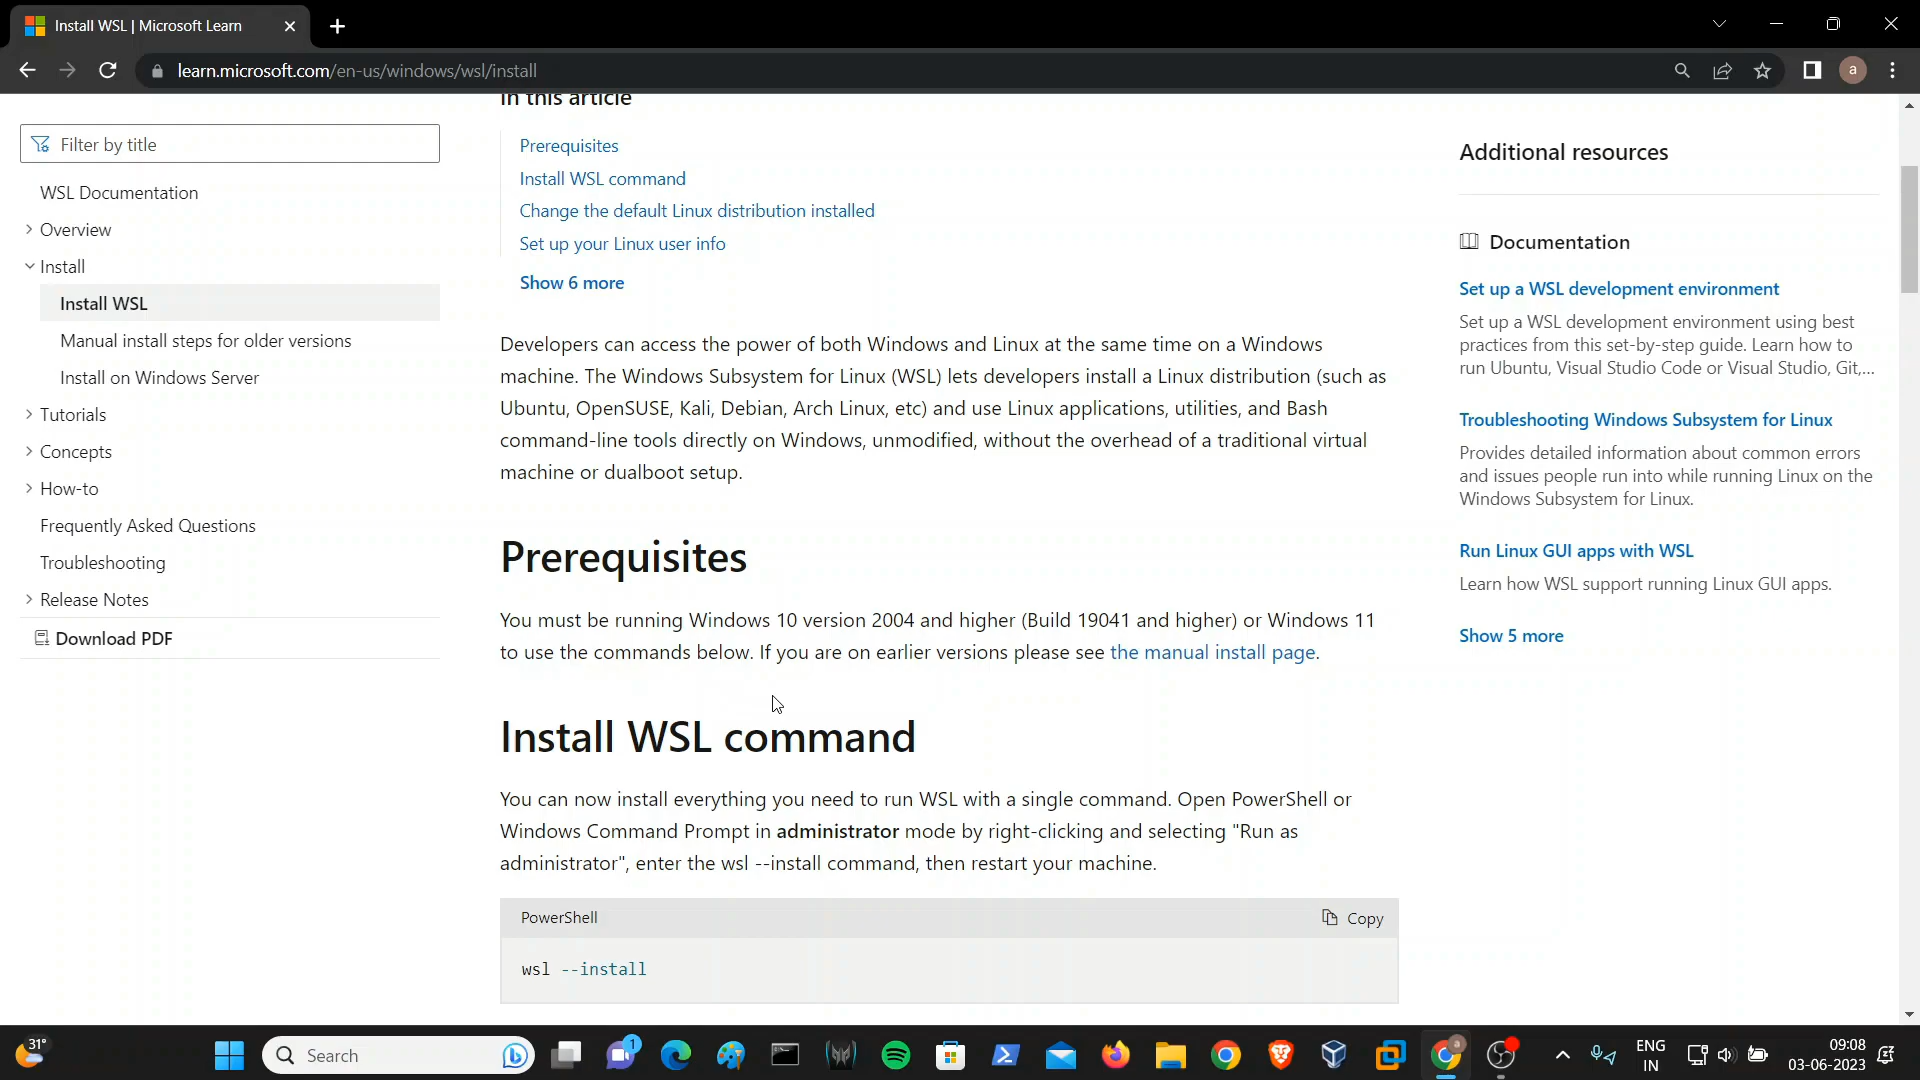 Install WSL | Microsoft Learn
learn.microsoft.com/en-us/windows/wsl/install
a
Filter by title
WSL Documentation
Overview
Install
Install WSL
Manual install steps for older versions
Install on Windows Server
Tutorials
Concepts
How-to
Frequently Asked Questions
Troubleshooting
Release Notes
Download PDF
In this article
Prerequisites
Install WSL command
Change the default Linux distribution installed
Set up your Linux user info
Show 6 more
Developers can access the power of both Windows and Linux at the same time on a Windows
machine. The Windows Subsystem for Linux (WSL) lets developers install a Linux distribution (such as
Ubuntu, OpenSUSE, Kali, Debian, Arch Linux, etc) and use Linux applications, utilities, and Bash
command-line tools directly on Windows, unmodified, without the overhead of a traditional virtual
machine or dualboot setup.
Prerequisites
You must be running Windows 10 version 2004 and higher (Build 19041 and higher) or Windows 11
to use the commands below. If you are on earlier versions please see the manual install page.
Install WSL command
You can now install everything you need to run WSL with a single command. Open PowerShell or
Windows Command Prompt in administrator mode by right-clicking and selecting "Run as
administrator", enter the wsl --install command, then restart your machine.
PowerShell
Copy
wsl --install
Additional resources
Documentation
Set up a WSL development environment
Set up a WSL development environment using best
practices from this set-by-step guide. Learn how to
run Ubuntu, Visual Studio Code or Visual Studio, Git,...
Troubleshooting Windows Subsystem for Linux
Provides detailed information about common errors
and issues people run into while running Linux on the
Windows Subsystem for Linux.
Run Linux GUI apps with WSL
Learn how WSL support running Linux GUI apps.
Show 5 more
31°
Search
1
a
ENG
IN
09:08
03-06-2023